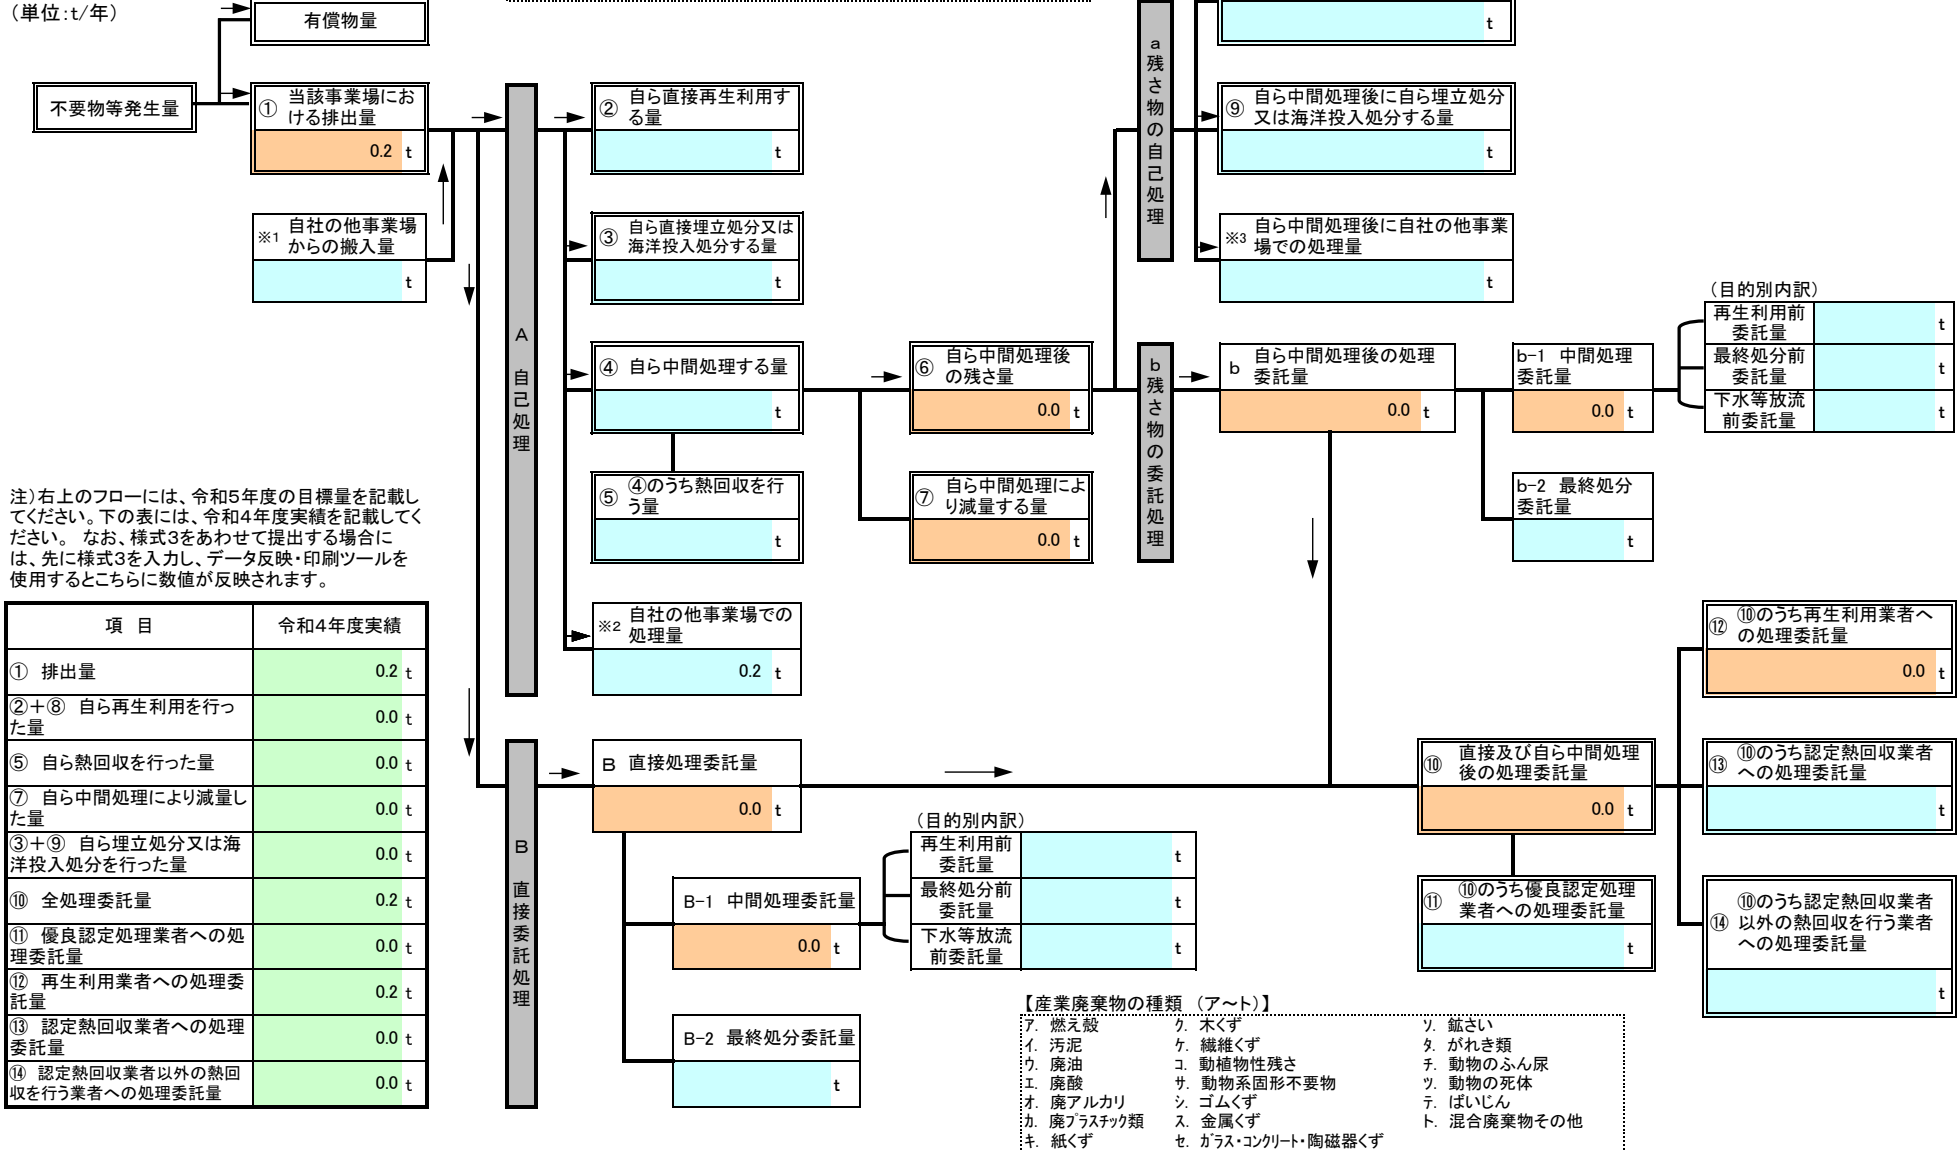 （単位：t/年）
有償物量
不要物等発生量
① 当該事業場にお
ける排出量
0.2 t
※1 自社の他事業場
からの搬入量
t
A 自己処理
② 自ら直接再生利用す
る量
t
③ 自ら直接埋立処分又は
海洋投入処分する量
t
④ 自ら中間処理する量
t
⑤ ④のうち熱回収を行
う量
t
※2 自社の他事業場での
処理量
0.2 t
⑥ 自ら中間処理後
の残さ量
0.0 t
⑦ 自ら中間処理によ
り減量する量
0.0 t
a 残さ物の自己処理
t
⑨ 自ら中間処理後に自ら埋立処分
又は海洋投入処分する量
t
※3 自ら中間処理後に自社の他事業
場での処理量
t
b 残さ物の委託処理
b 自ら中間処理後の処理
委託量
0.0 t
b-1 中間処理
委託量
0.0 t
b-2 最終処分
委託量
t
（目的別内訳）
再生利用前
委託量
t
最終処分前
委託量
t
下水等放流
前委託量
t
注）右上のフローには、令和5年度の目標量を記載し
てください。下の表には、令和4年度実績を記載してく
ださい。 なお、様式3をあわせて提出する場合に
は、先に様式3を入力し、データ反映・印刷ツールを
使用するとこちらに数値が反映されます。
項 目 令和4年度実績
① 排出量 0.2 t
②＋⑧ 自ら再生利用を行っ
た量 0.0 t
⑤ 自ら熱回収を行った量 0.0 t
⑦ 自ら中間処理により減量し
た量 0.0 t
③＋⑨ 自ら埋立処分又は海
洋投入処分を行った量 0.0 t
⑩ 全処理委託量 0.2 t
⑪ 優良認定処理業者への処
理委託量 0.0 t
⑫ 再生利用業者への処理委
託量 0.2 t
⑬ 認定熱回収業者への処理
委託量 0.0 t
⑭ 認定熱回収業者以外の熱回
収を行う業者への処理委託量 0.0 t
B 直接委託処理
B 直接処理委託量
0.0 t
B-1 中間処理委託量
0.0 t
B-2 最終処分委託量
t
（目的別内訳）
再生利用前
委託量
t
最終処分前
委託量
t
下水等放流
前委託量
t
⑩ 直接及び自ら中間処理
後の処理委託量
0.0 t
⑪ ⑩のうち優良認定処理
業者への処理委託量
t
⑫ ⑩のうち再生利用業者へ
の処理委託量
0.0 t
⑬ ⑩のうち認定熱回収業者
への処理委託量
t
⑭ ⑩のうち認定熱回収業者
以外の熱回収を行う業者
への処理委託量
t
【産業廃棄物の種類 （ア～ト）】
ア. 燃え殻 ク. 木くず ソ. 鉱さい
イ. 汚泥 ケ. 繊維くず タ. がれき類
ウ. 廃油 コ. 動植物性残さ チ. 動物のふん尿
エ. 廃酸 サ. 動物系固形不要物 ツ. 動物の死体
オ. 廃アルカリ シ. ゴムくず テ. ばいじん
カ. 廃プラスチック類 ス. 金属くず ト. 混合廃棄物その他
キ. 紙くず セ. ガラス・コンクリート・陶磁器くず